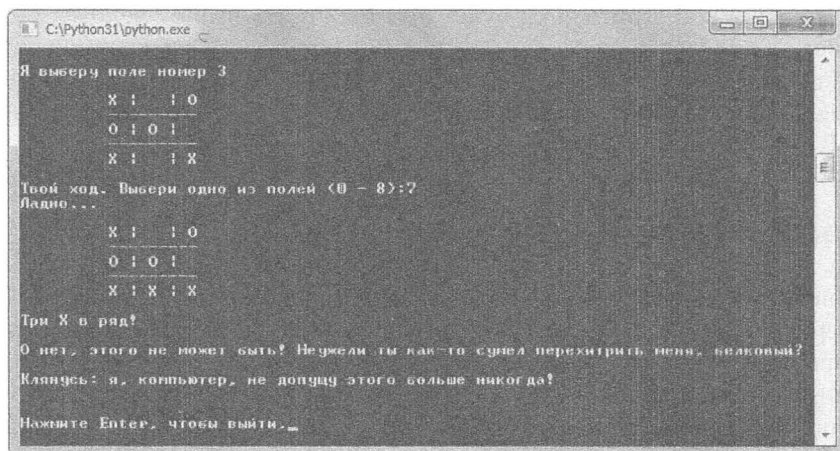 C:\Python31\python.exe
Я выберу поле номер 3
X | | O
O | O |
X | | X
Твой ход. Выбери одно из полей (0 - 8):7
Ладно...
X | | O
O | O |
X | X | X
Три X в ряд!
О нет, этого не может быть! Неужели ты как-то сумел перехитрить меня, белковый?
Клянусь: я, компьютер, не допущу этого больше никогда!
Нажмите Enter, чтобы выйти.